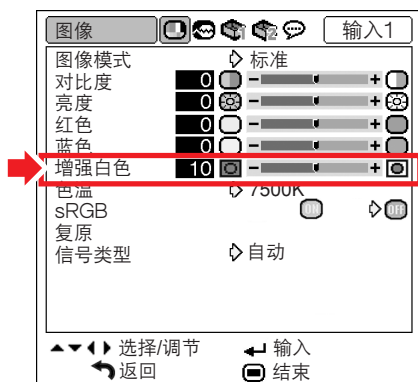 图像 输入1
图像模式 标准
对比度 0
亮度 0
红色 0
蓝色 0
增强白色 10
色温 7500K
sRGB ON OFF
复原
信号类型 自动
选择/调节 输入
返回 结束